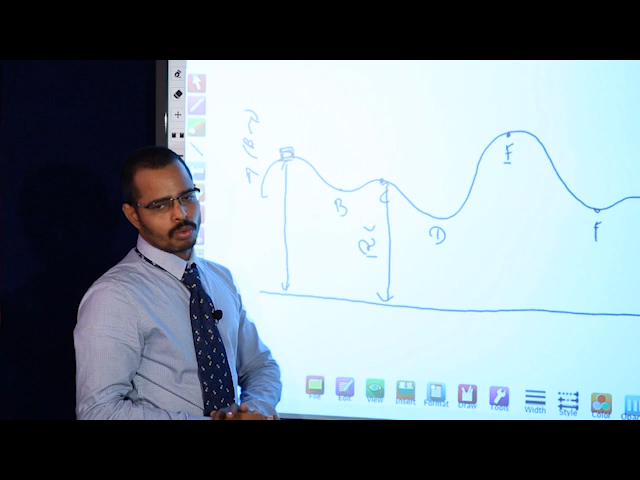 B
C
D
F
f
File
Edit
View
Insert
Format
Draw
Tools
Width
Style
Color